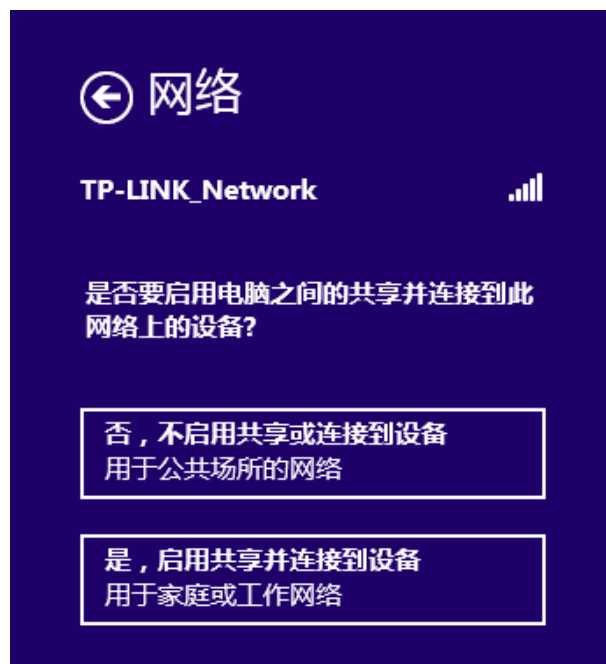 网络
TP-LINK_Network
是否要启用电脑之间的共享并连接到此
网络上的设备?
否，不启用共享或连接到设备
用于公共场所的网络
是，启用共享并连接到设备
用于家庭或工作网络